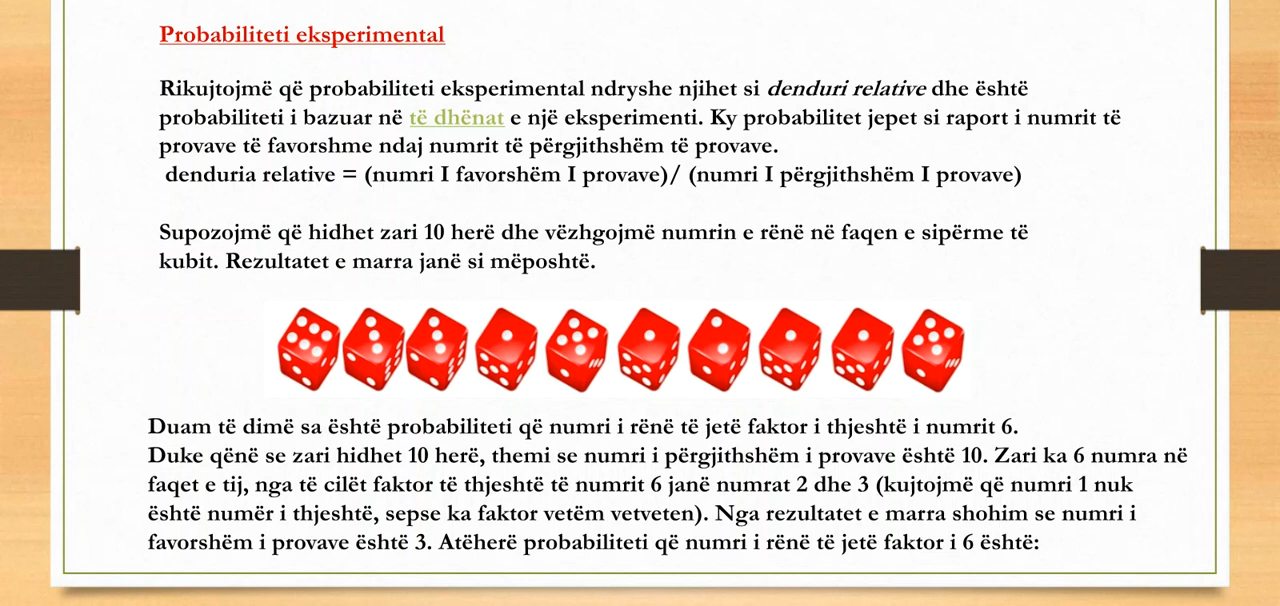 Probabiliteti eksperimental
Rikujtojmë që probabiliteti eksperimental ndryshe njihet si denduri relative dhe është
probabiliteti i bazuar në të dhënat e një eksperimenti. Ky probabilitet jepet si raport i numrit të
provave të favorshme ndaj numrit të përgjithshëm të provave.
denduria relative = (numri I favorshëm I provave)/ (numri I përgjithshëm I provave)
Supozojmë që hidhet zari 10 herë dhe vëzhgojmë numrin e rënë në faqen e sipërme të
kubit. Rezultatet e marra janë si mëposhtë.
Duam të dimë sa është probabiliteti që numri i rënë të jetë faktor i thjeshtë i numrit 6.
Duke qënë se zari hidhet 10 herë, themi se numri i përgjithshëm i provave është 10. Zari ka 6 numra në
faqet e tij, nga të cilët faktor të thjeshtë të numrit 6 janë numrat 2 dhe 3 (kujtojmë që numri 1 nuk
është numër i thjeshtë, sepse ka faktor vetëm vetveten). Nga rezultatet e marra shohim se numri i
favorshëm i provave është 3. Atëherë probabiliteti që numri i rënë të jetë faktor i 6 është: